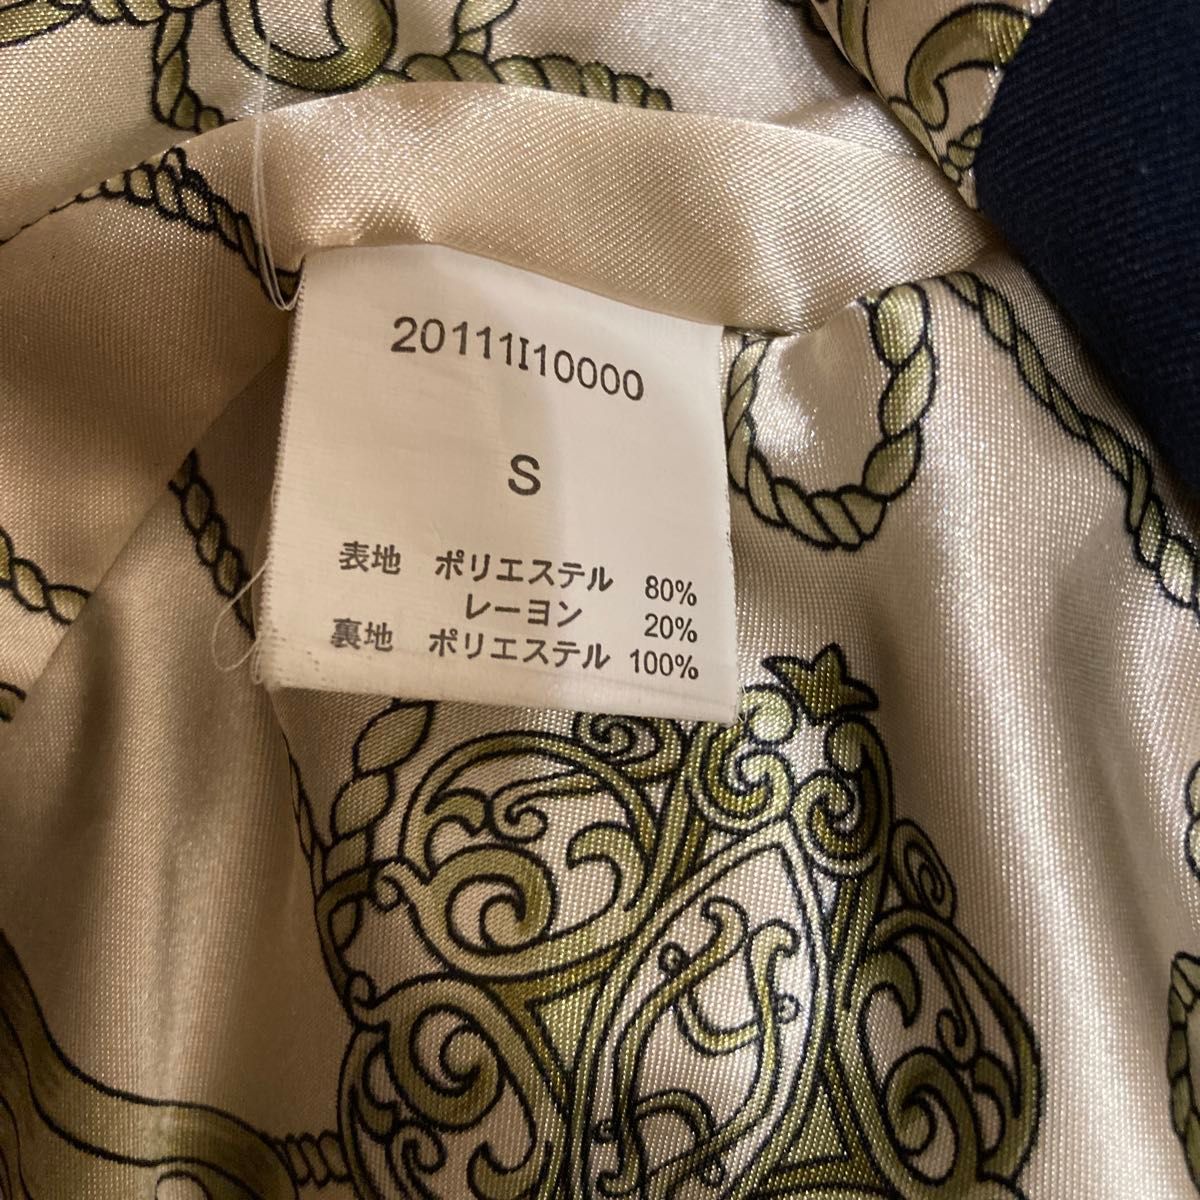 20111I10000
S
表地 ポリエステル 80%
レーヨン 20%
裏地 ポリエステル 100%